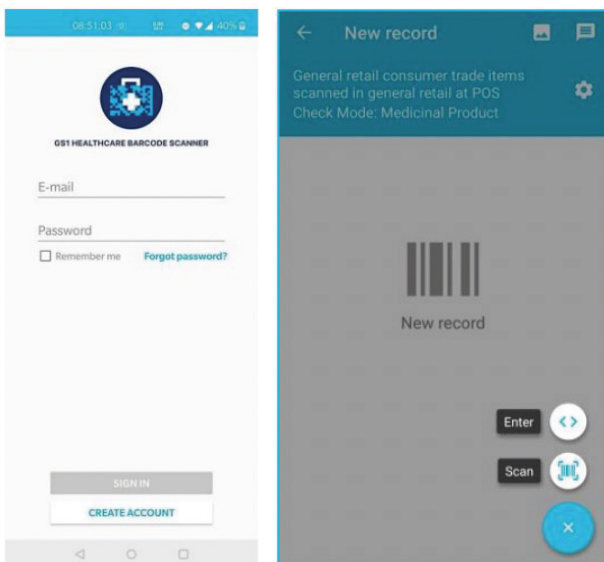 08:51:03
40%
GS1 HEALTHCARE BARCODE SCANNER
E-mail
Password
Remember me Forgot password?
SIGN IN
CREATE ACCOUNT
New record
General retail consumer trade items
scanned in general retail at POS
Check Mode: Medicinal Product
New record
Enter
Scan